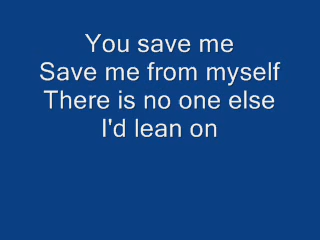 You save me
Save me from myself
There is no one else
I'd lean on